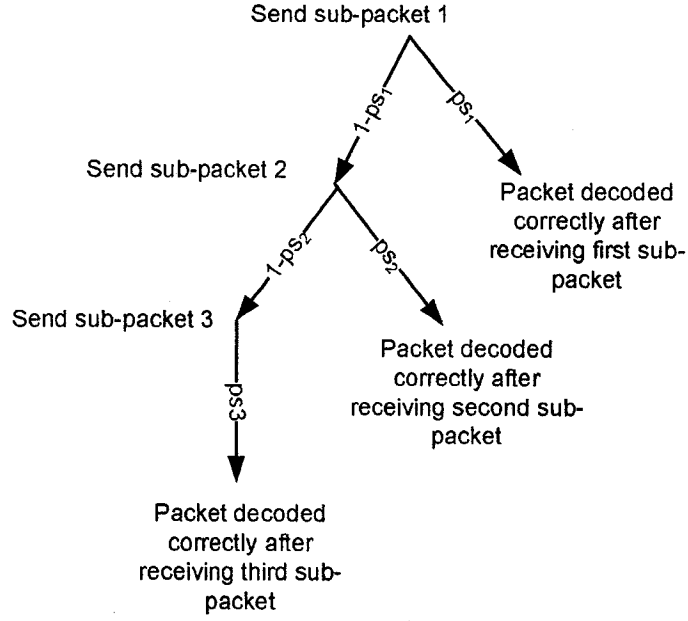 Send sub-packet 1
1-ps₁
ps₁
Send sub-packet 2
Packet decoded
correctly after
receiving first sub-
packet
1-ps₂
ps₂
Send sub-packet 3
Packet decoded
correctly after
receiving second sub-
packet
ps3
Packet decoded
correctly after
receiving third sub-
packet